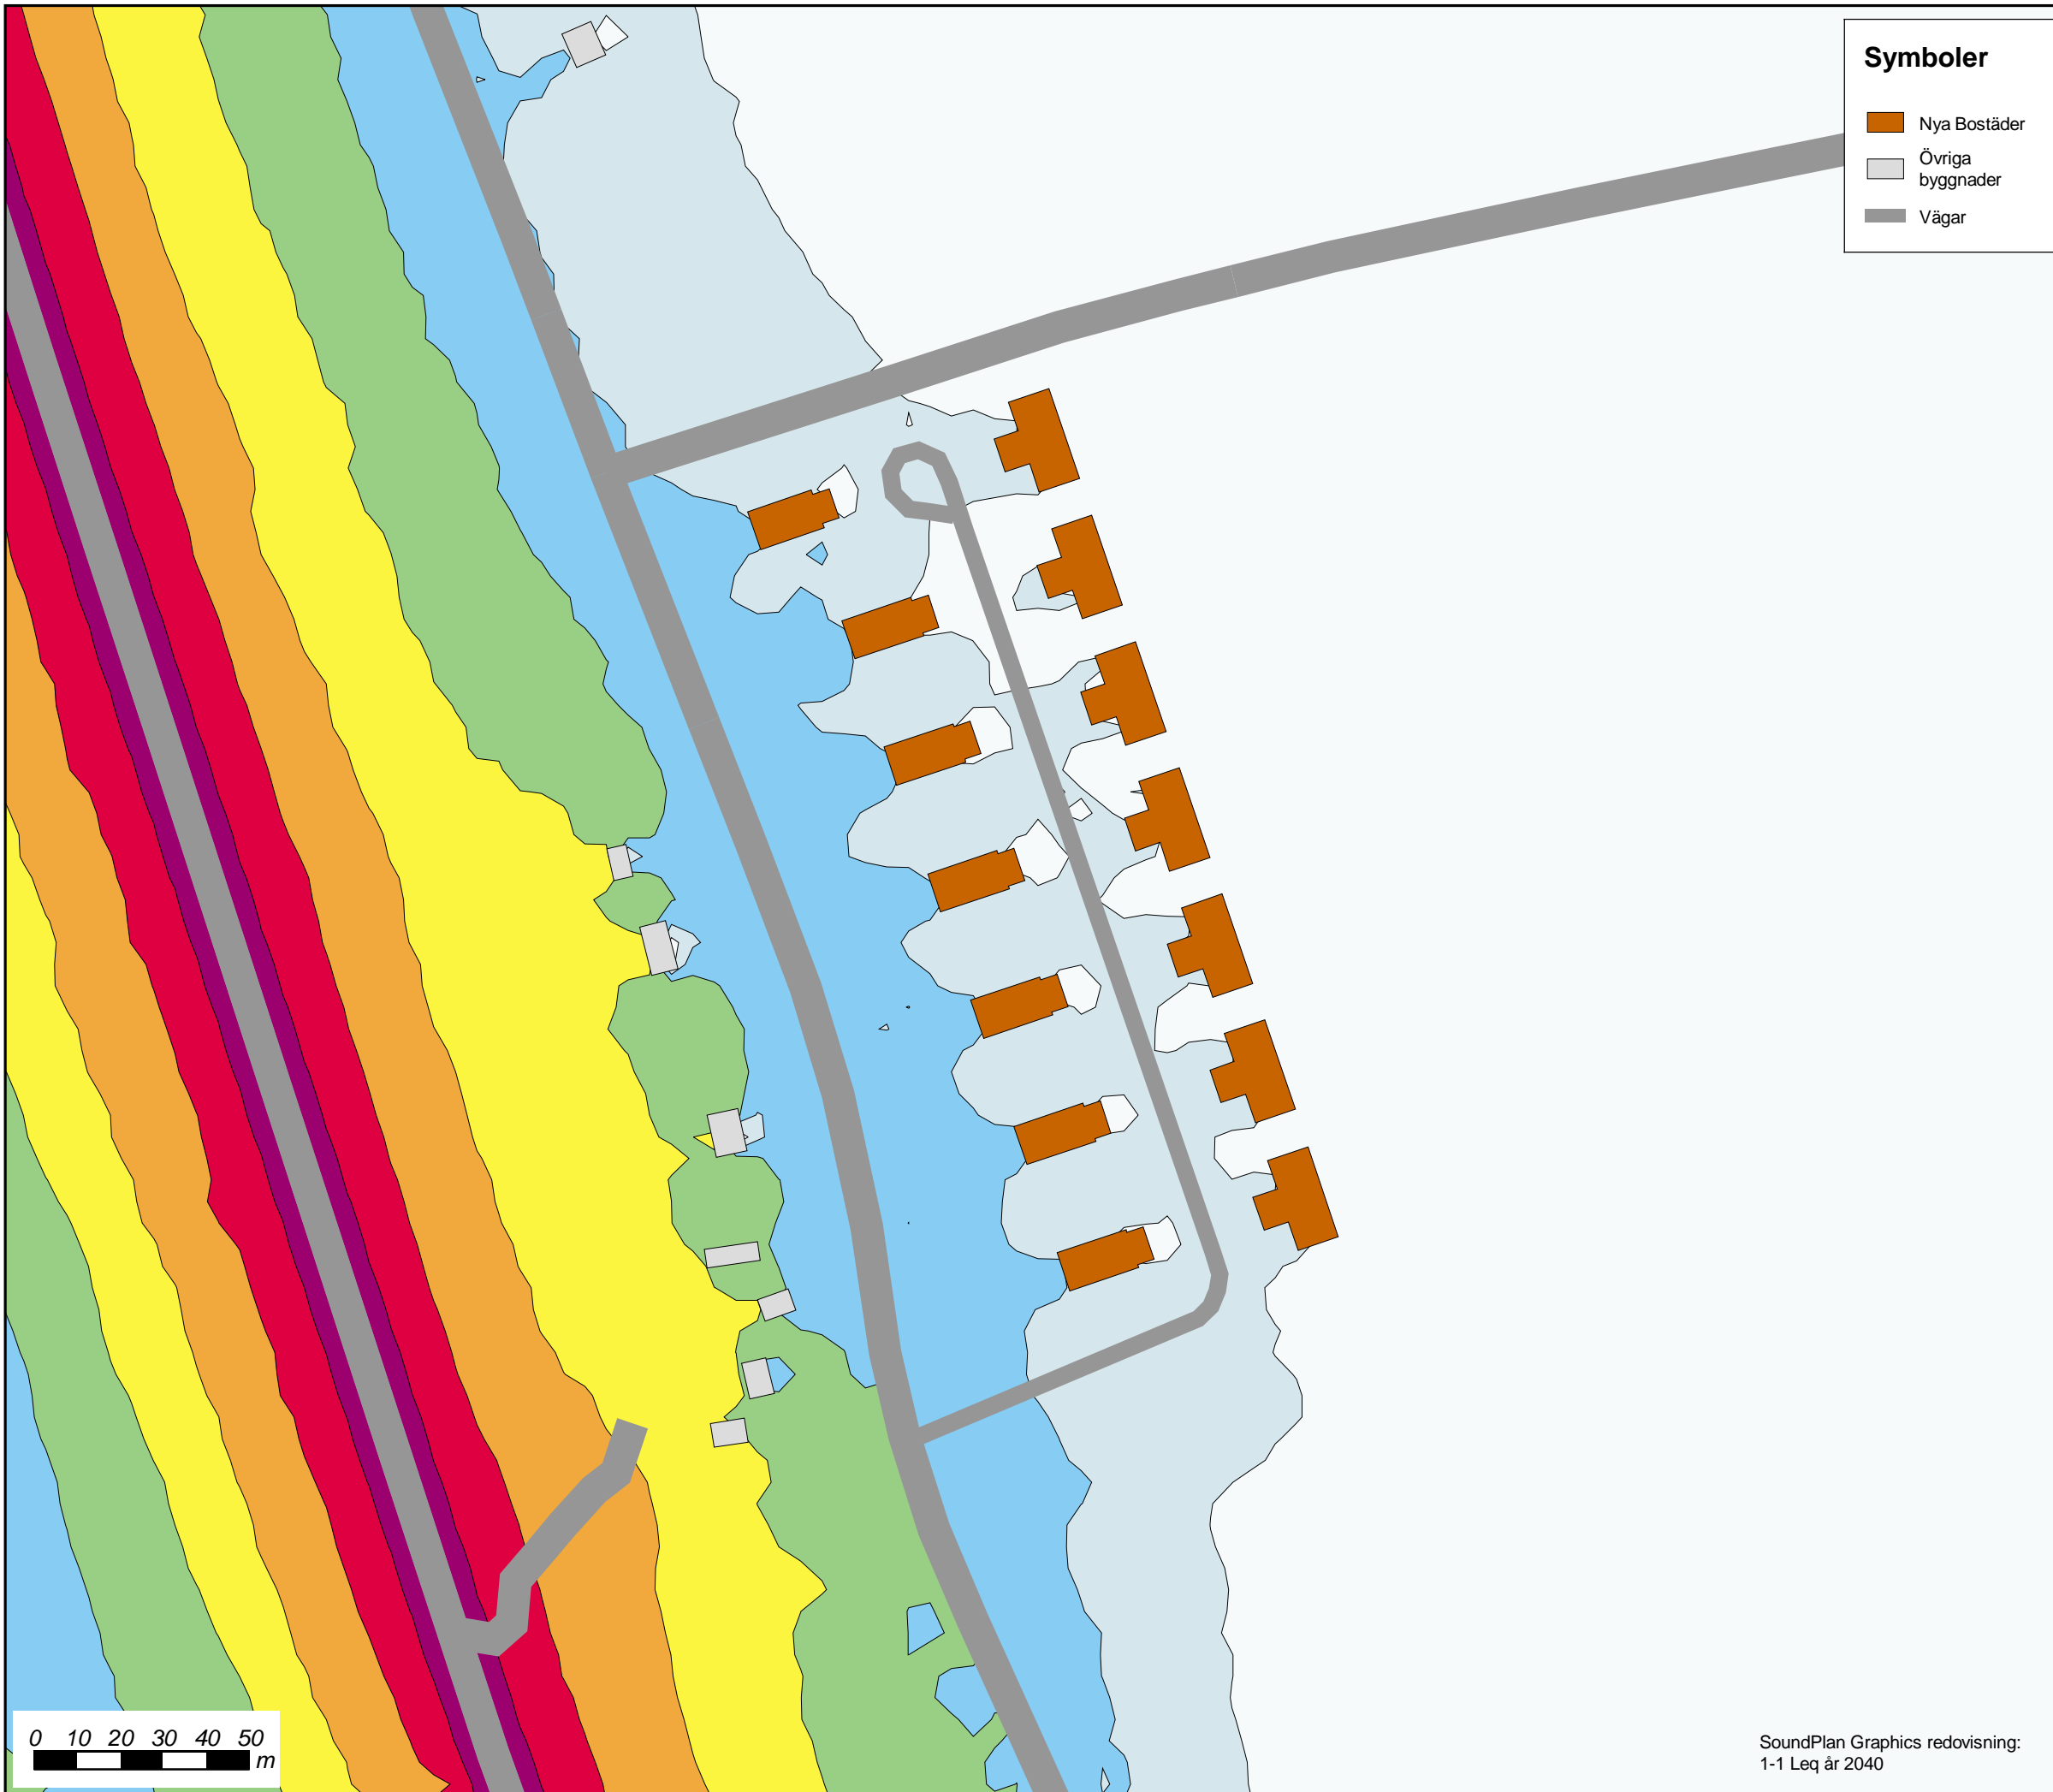 Symboler
Nya Bostäder
Övriga
byggnader
Vägar
0 10 20 30 40 50
m
SoundPlan Graphics redovisning:
1-1 Leq år 2040